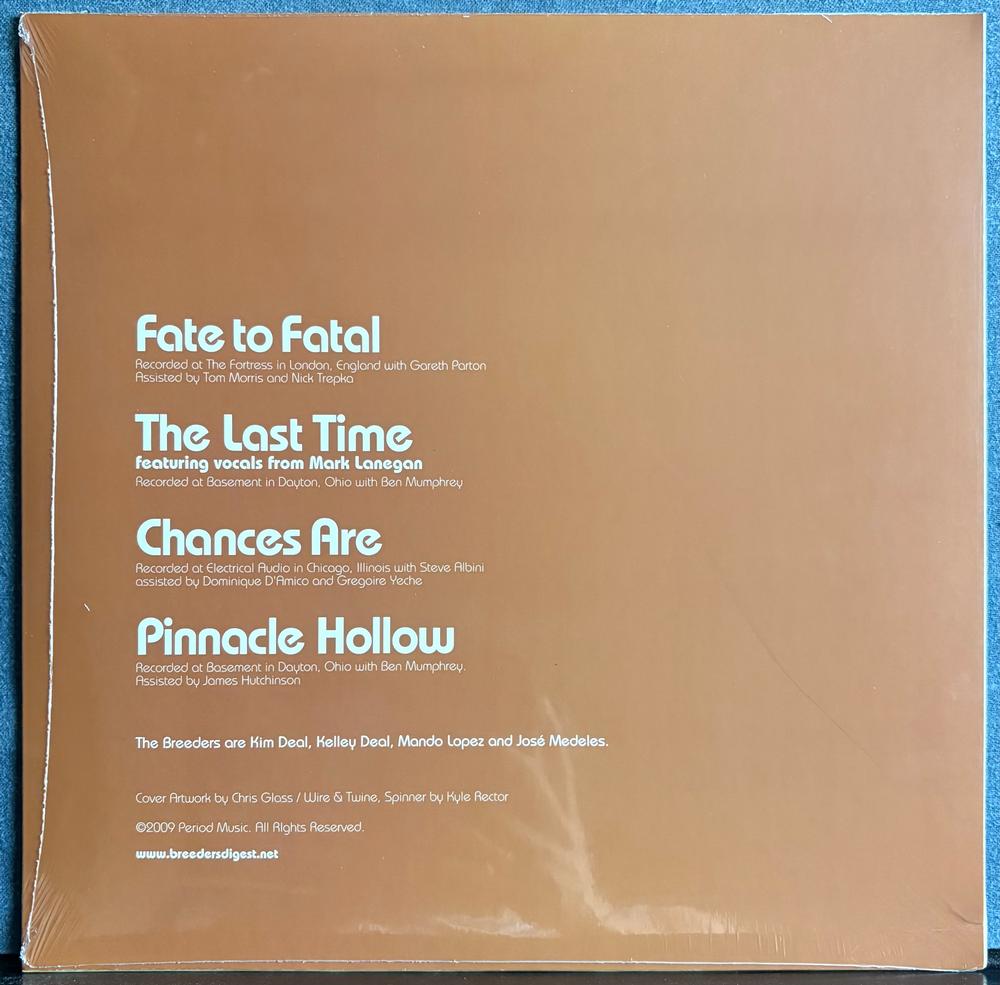 Fate to Fatal
Recorded at The Fortress in London, England with Gareth Parton
Assisted by Tom Morris and Nick Trepka
The Last Time
featuring vocals from Mark Lanegan
Recorded at Basement in Dayton, Ohio with Ben Mumphrey
Chances Are
Recorded at Electrical Audio in Chicago, Illinois with Steve Albini
assisted by Dominique D'Amico and Gregoire Yeche
Pinnacle Hollow
Recorded at Basement in Dayton, Ohio with Ben Mumphrey.
Assisted by James Hutchinson
The Breeders are Kim Deal, Kelley Deal, Mando Lopez and José Medeles.
Cover Artwork by Chris Glass / Wire & Twine, Spinner by Kyle Rector
©2009 Period Music. All RIghts Reserved.
www.breedersdigest.net